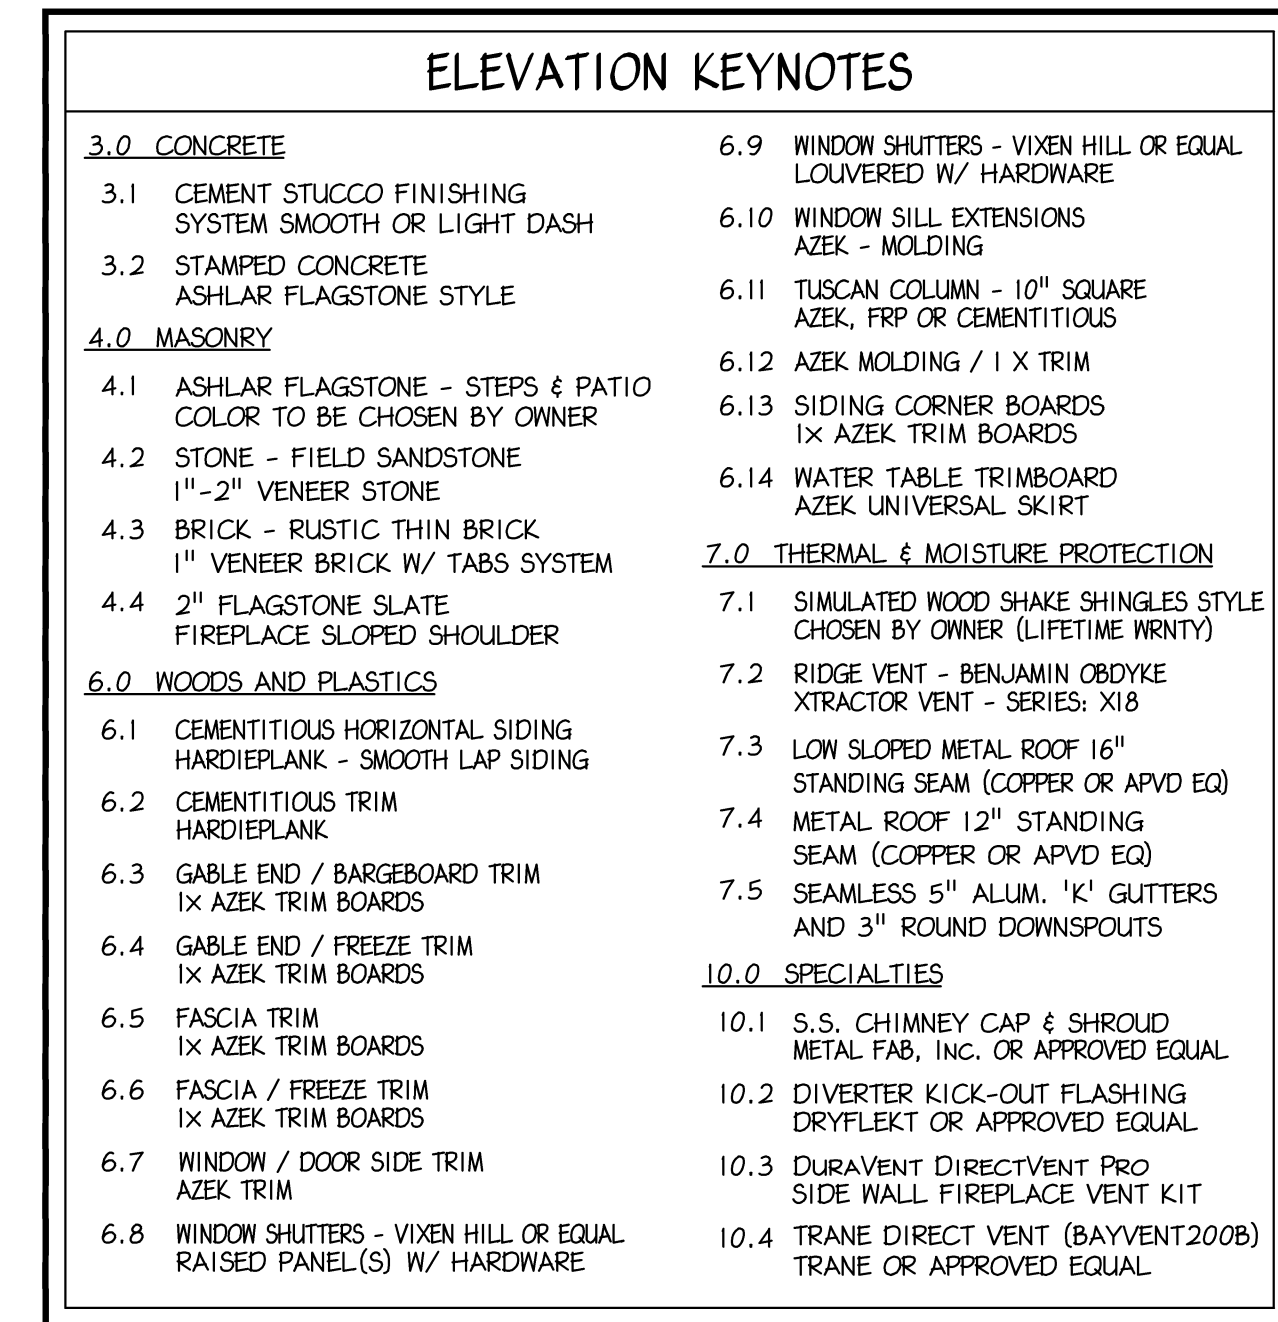 ELEVATION KEYNOTES
3.0 CONCRETE
3.1 CEMENT STUCCO FINISHING
SYSTEM SMOOTH OR LIGHT DASH
3.2 STAMPED CONCRETE
ASHLAR FLAGSTONE STYLE
4.0 MASONRY
4.1 ASHLAR FLAGSTONE - STEPS & PATIO
COLOR TO BE CHOSEN BY OWNER
4.2 STONE - FIELD SANDSTONE
1"-2" VENEER STONE
4.3 BRICK - RUSTIC THIN BRICK
1" VENEER BRICK W/ TABS SYSTEM
4.4 2" FLAGSTONE SLATE
FIREPLACE SLOPED SHOULDER
6.0 WOODS AND PLASTICS
6.1 CEMENTITIOUS HORIZONTAL SIDING
HARDIEPLANK - SMOOTH LAP SIDING
6.2 CEMENTITIOUS TRIM
HARDIEPLANK
6.3 GABLE END / BARGEBOARD TRIM
1x AZEK TRIM BOARDS
6.4 GABLE END / FREEZE TRIM
1x AZEK TRIM BOARDS
6.5 FASCIA TRIM
1x AZEK TRIM BOARDS
6.6 FASCIA / FREEZE TRIM
1x AZEK TRIM BOARDS
6.7 WINDOW / DOOR SIDE TRIM
AZEK TRIM
6.8 WINDOW SHUTTERS - VIXEN HILL OR EQUAL
RAISED PANEL(S) W/ HARDWARE
6.9 WINDOW SHUTTERS - VIXEN HILL OR EQUAL
LOUVERED W/ HARDWARE
6.10 WINDOW SILL EXTENSIONS
AZEK - MOLDING
6.11 TUSCAN COLUMN - 10" SQUARE
AZEK, FRP OR CEMENTITIOUS
6.12 AZEK MOLDING / 1 X TRIM
6.13 SIDING CORNER BOARDS
1x AZEK TRIM BOARDS
6.14 WATER TABLE TRIMBOARD
AZEK UNIVERSAL SKIRT
7.0 THERMAL & MOISTURE PROTECTION
7.1 SIMULATED WOOD SHAKE SHINGLES STYLE
CHOSEN BY OWNER (LIFETIME WRNTY)
7.2 RIDGE VENT - BENJAMIN OBDYKE
XTRACTOR VENT - SERIES: X18
7.3 LOW SLOPED METAL ROOF 16"
STANDING SEAM (COPPER OR APVD EQ)
7.4 METAL ROOF 12" STANDING
SEAM (COPPER OR APVD EQ)
7.5 SEAMLESS 5" ALUM. 'K' GUTTERS
AND 3" ROUND DOWNSPOUTS
10.0 SPECIALTIES
10.1 S.S. CHIMNEY CAP & SHROUD
METAL FAB, INC. OR APPROVED EQUAL
10.2 DIVERTER KICK-OUT FLASHING
DRYFLEKT OR APPROVED EQUAL
10.3 DURAVENT DIRECTVENT PRO
SIDE WALL FIREPLACE VENT KIT
10.4 TRANE DIRECT VENT (BAYVENT200B)
TRANE OR APPROVED EQUAL